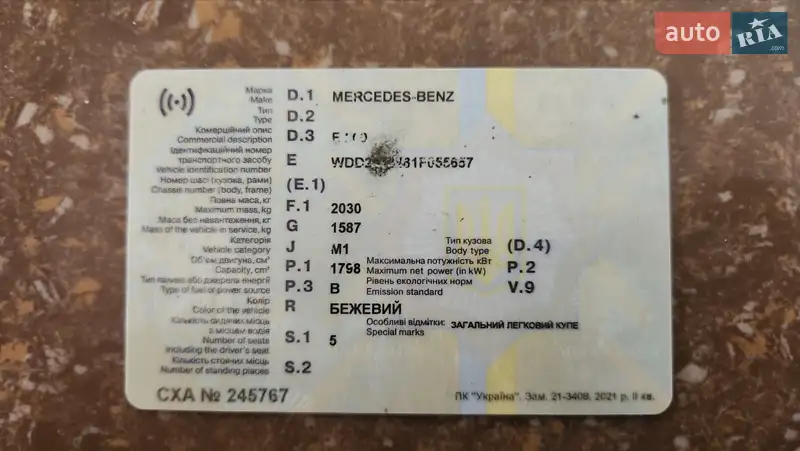 auto RIA .com
Марка
Make
D.1 MERCEDES-BENZ
Тип
Type
D.2
Комерційний опис
Commercial description
D.3
Ідентифікаційний номер
транспортного засобу
Vehicle identification number
E
Номер шасі (кузова, рами)
Chassis number (body, frame)
(E.1)
Повна маса, кг
Maximum mass, kg
F.1 2030
Маса без навантаження, кг
Mass of the vehicle in service, kg
G 1587
Категорія
Vehicle category
J M1
Тип кузова
Body type
(D.4)
Об'єм двигуна, см³
Capacity, cm³
P.1 1798
Максимальна потужність кВт
Maximum net power (in kW)
P.2
Тип палива або джерела енергії
Type of fuel or power source
P.3 B
Рівень екологічних норм
Emission standard
V.9
Колір
Color of the vehicle
R БЕЖЕВИЙ
Особливі відмітки: ЗАГАЛЬНИЙ ЛЕГКОВИЙ КУПЕ
Special marks
Кількість сидячих місць
з місцем водія
Number of seats
including the driver's seat
S.1 5
Кількість стоячих місць
Number of standing places
S.2
СХА № 245767
ПК "Україна". Зам. 21-3408. 2021 р. II кв.